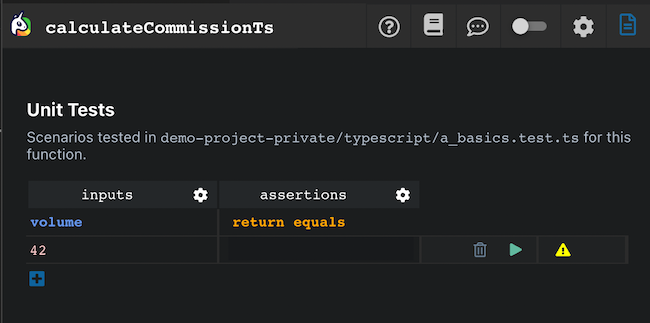 calculateCommissionTs
Unit Tests
Scenarios tested in demo-project-private/typescript/a_basics.test.ts for this
function.
inputs assertions
volume return equals
42